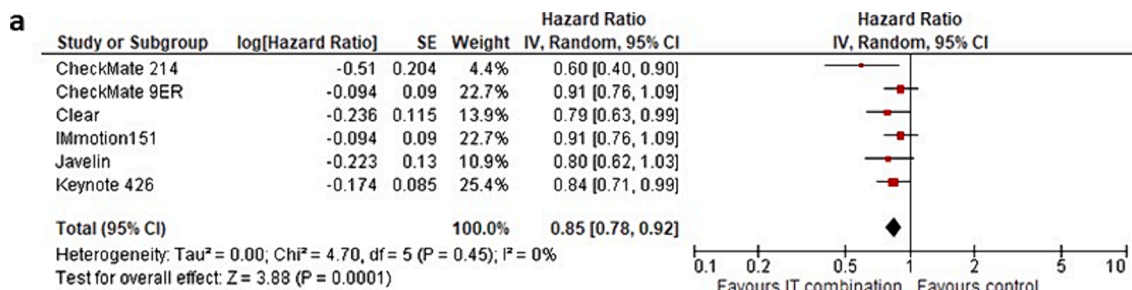 a
Hazard Ratio Hazard Ratio
Study or Subgroup log[Hazard Ratio] SE Weight IV, Random, 95% CI IV, Random, 95% CI
CheckMate 214 -0.51 0.204 4.4% 0.60 [0.40, 0.90]
CheckMate 9ER -0.094 0.09 22.7% 0.91 [0.76, 1.09]
Clear -0.236 0.115 13.9% 0.79 [0.63, 0.99]
IMmotion151 -0.094 0.09 22.7% 0.91 [0.76, 1.09]
Javelin -0.223 0.13 10.9% 0.80 [0.62, 1.03]
Keynote 426 -0.174 0.085 25.4% 0.84 [0.71, 0.99]
Total (95% CI) 100.0% 0.85 [0.78, 0.92]
Heterogeneity: Tau² = 0.00; Chi² = 4.70, df = 5 (P = 0.45); I² = 0%
Test for overall effect: Z = 3.88 (P = 0.0001)
0.1 0.2 0.5 1 2 5 10
Favours IT combination Favours control